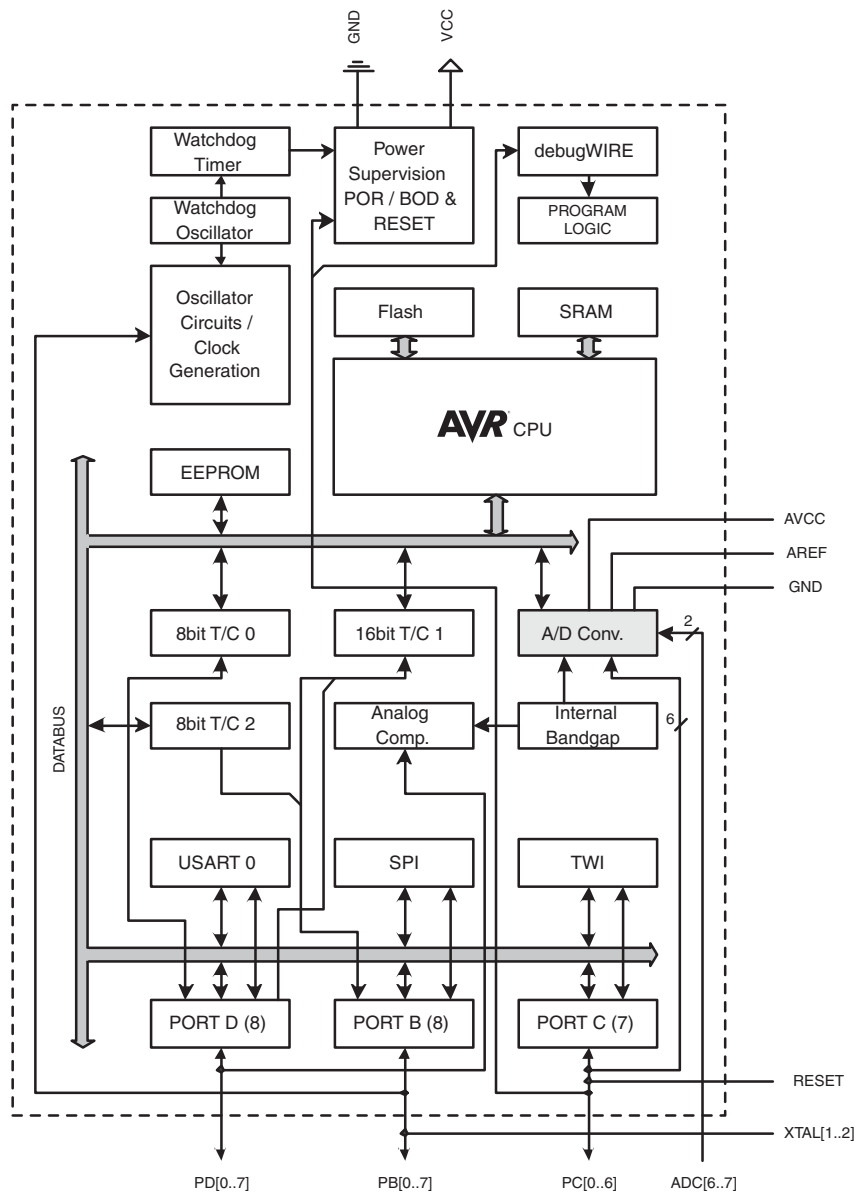 GND
VCC
Watchdog
Timer
Power
Supervision
POR / BOD &
RESET
debugWIRE
Watchdog
Oscillator
PROGRAM
LOGIC
Oscillator
Circuits /
Clock
Generation
Flash
SRAM
AVR CPU
EEPROM
AVCC
AREF
GND
8bit T/C 0
16bit T/C 1
A/D Conv.
2
DATABUS
8bit T/C 2
Analog
Comp.
Internal
Bandgap
6
USART 0
SPI
TWI
PORT D (8)
PORT B (8)
PORT C (7)
RESET
XTAL[1..2]
PD[0..7]
PB[0..7]
PC[0..6]
ADC[6..7]